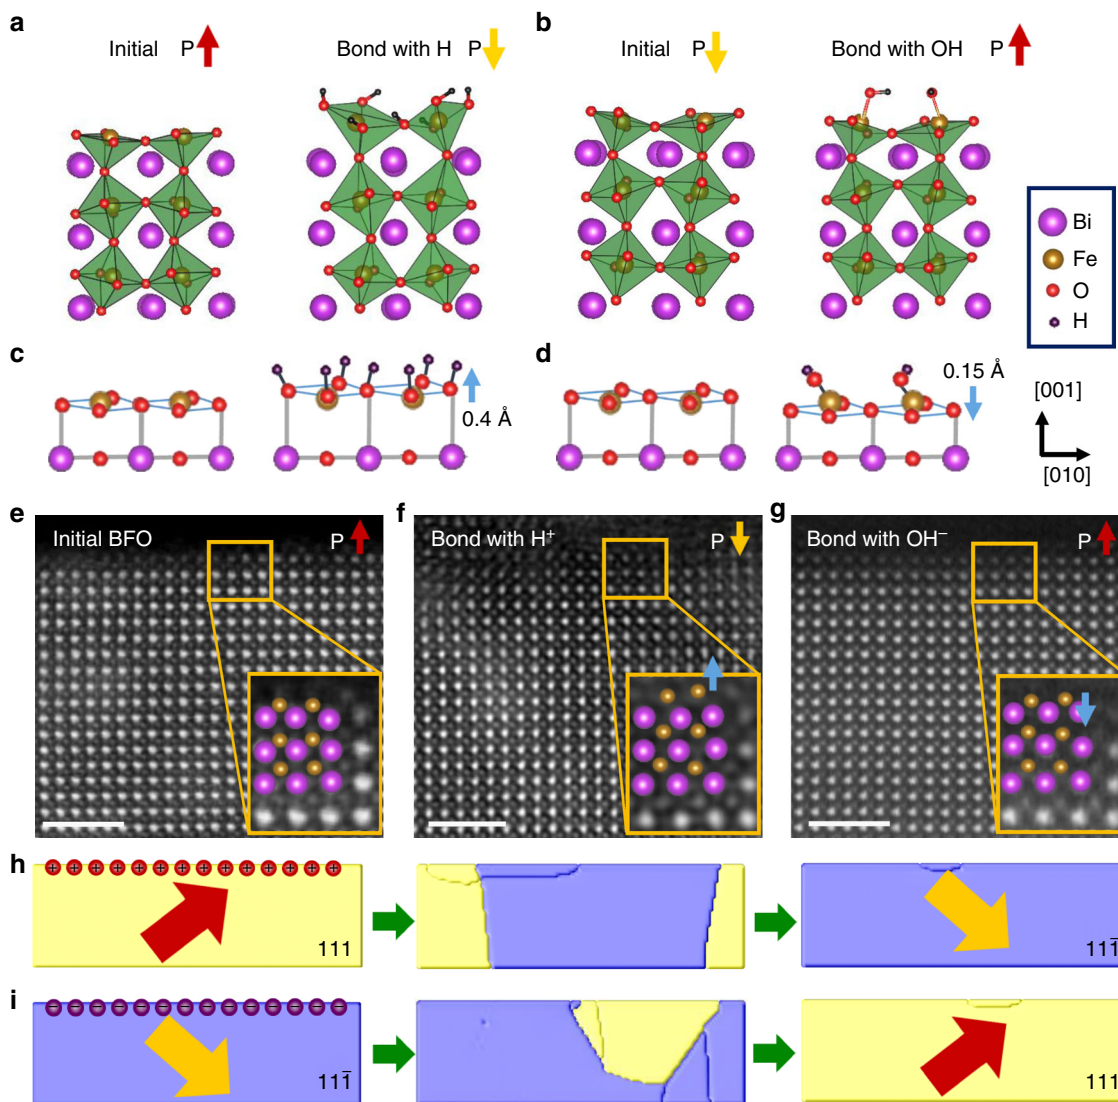 a
Initial P
Bond with H P
b
Initial P
Bond with OH P
Bi
Fe
O
H
c
0.4 Å
d
0.15 Å
[001]
[010]
e
Initial BFO
P
f
Bond with H⁺
P
g
Bond with OH⁻
P
h
+ + + + + + + + + + + + + +
111
111̄
i
− − − − − − − − − − − − −
111̄
111